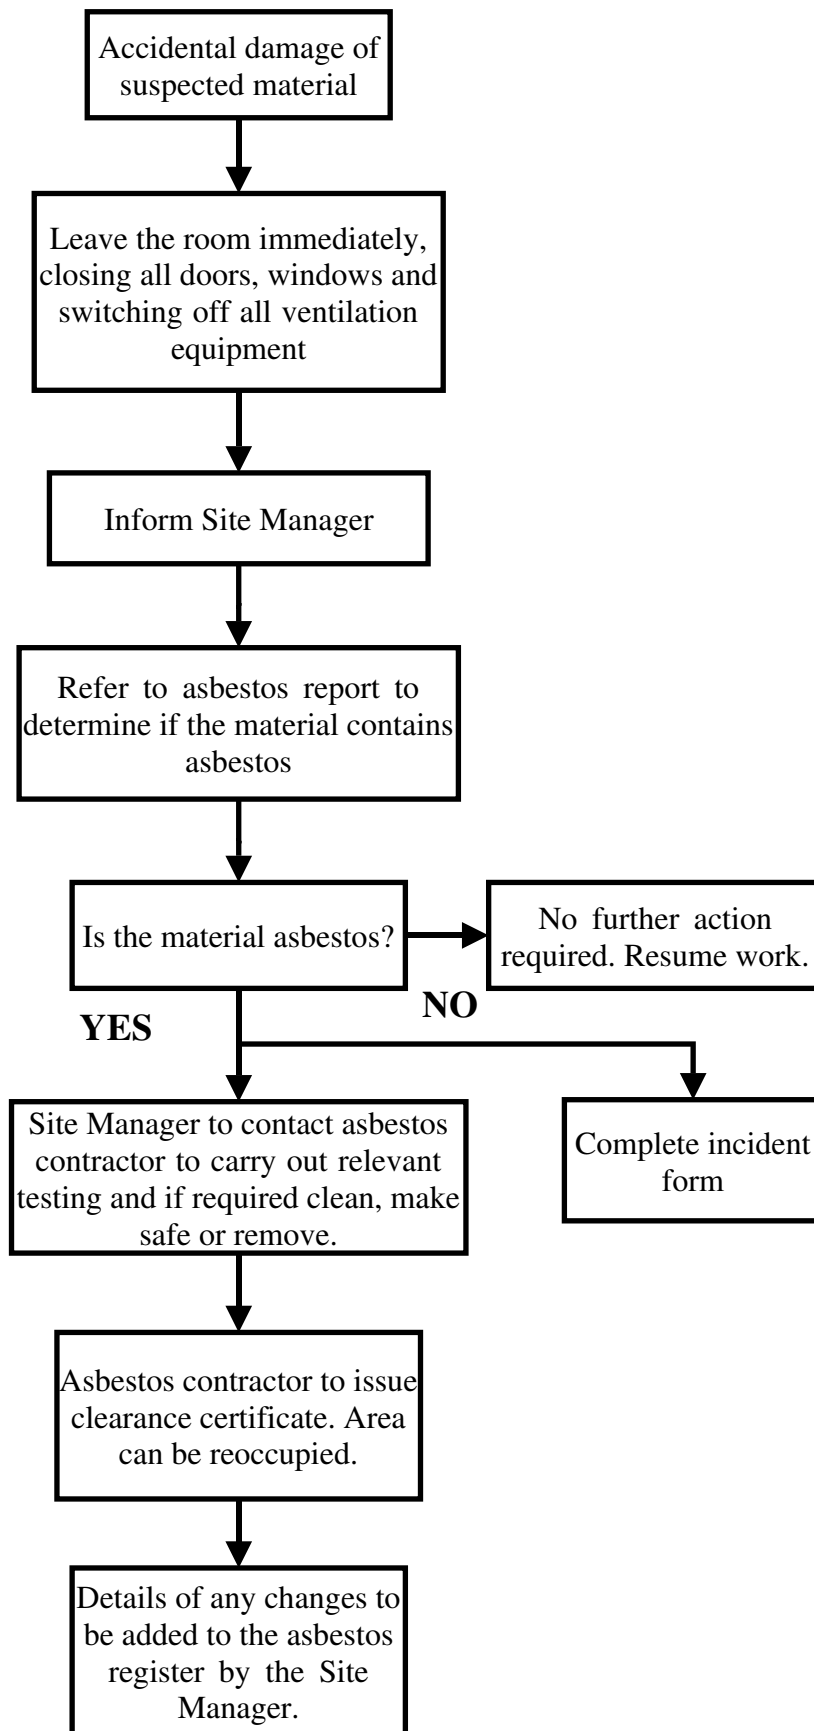 Accidental damage of
suspected material
Leave the room immediately,
closing all doors, windows and
switching off all ventilation
equipment
Inform Site Manager
Refer to asbestos report to
determine if the material contains
asbestos
Is the material asbestos?
No further action
required. Resume work.
NO
YES
Site Manager to contact asbestos
contractor to carry out relevant
testing and if required clean, make
safe or remove.
Complete incident
form
Asbestos contractor to issue
clearance certificate. Area
can be reoccupied.
Details of any changes to
be added to the asbestos
register by the Site
Manager.